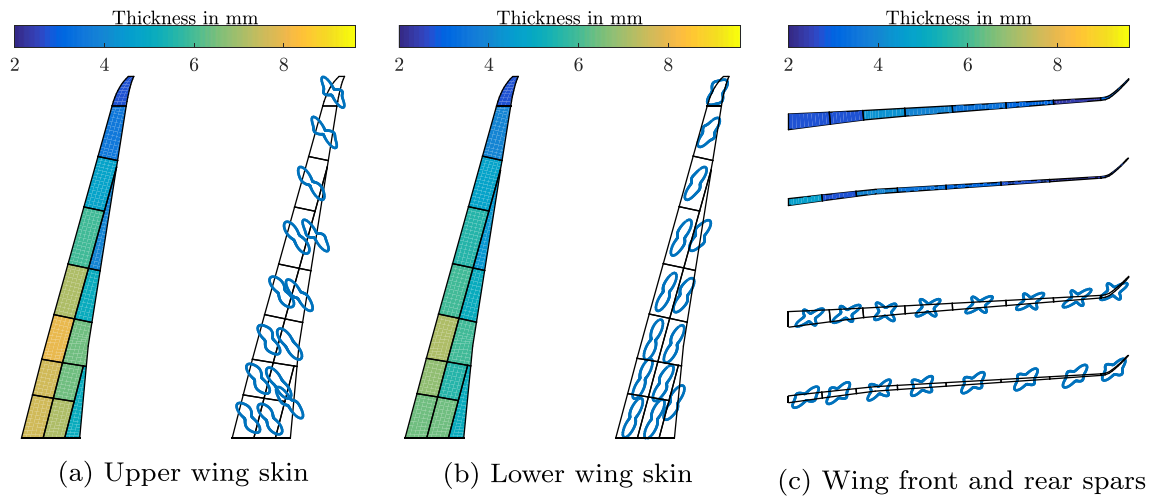 Thickness in mm
2 4 6 8
(a) Upper wing skin
Thickness in mm
2 4 6 8
(b) Lower wing skin
Thickness in mm
2 4 6 8
(c) Wing front and rear spars